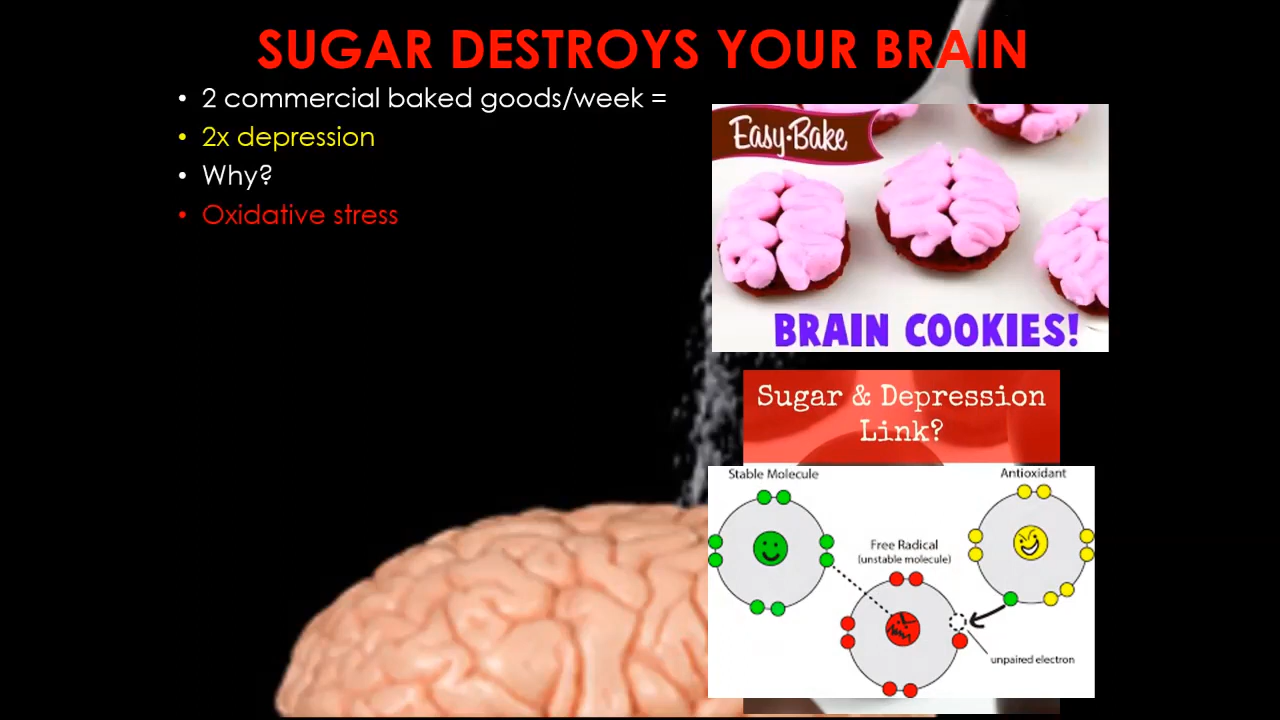 SUGAR DESTROYS YOUR BRAIN
• 2 commercial baked goods/week =
• 2x depression
• Why?
• Oxidative stress
Easy·Bake
BRAIN COOKIES!
Sugar & Depression
Link?
Stable Molecule
Antioxidant
Free Radical
(unstable molecule)
unpaired electron